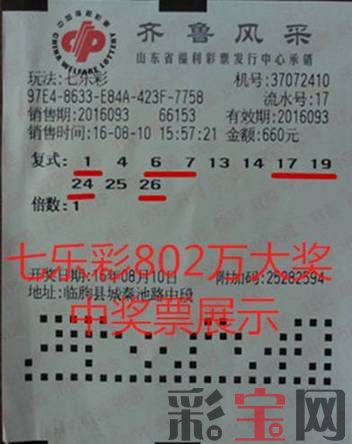 中国福利彩票
CHINA WELFARE LOTTERY
齐鲁风采
山东省福利彩票发行中心承销
玩法:七乐彩 机号:37072410
97E4-8633-E84A-423F-7758 流水号:17
销售期:2016093 66153 有效期:2016093
销售时间:16-08-10 15:57:21 金额:660元
复式: 1 4 6 7 13 14 17 19
24 25 26
倍数:1
七乐彩802万大奖
开奖日期:16年08月10日 附加码:25282594
中奖票展示
地址:临朐县城秦池路中段
彩宝网